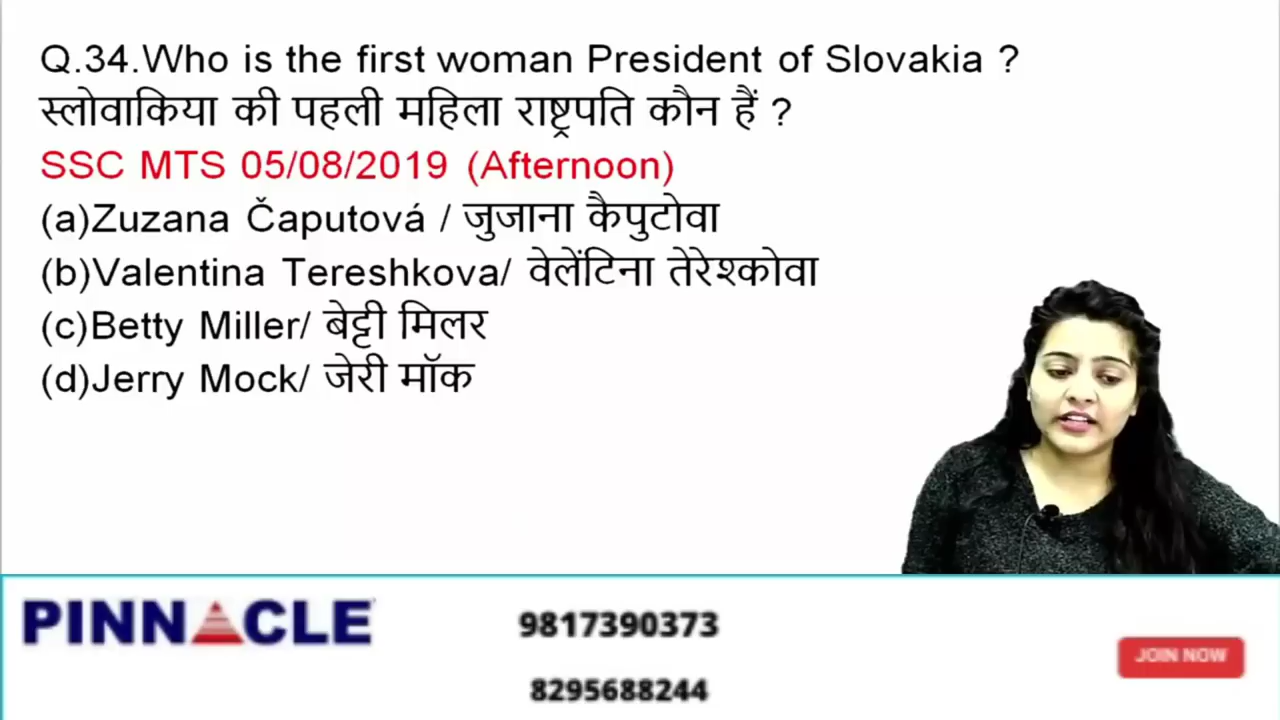 Q.34.Who is the first woman President of Slovakia ?
स्लोवाकिया की पहली महिला राष्ट्रपति कौन हैं ?
SSC MTS 05/08/2019 (Afternoon)
(a)Zuzana Čaputová / जुजाना कैपुटोवा
(b)Valentina Tereshkova/ वेलेंटिना तेरेश्कोवा
(c)Betty Miller/ बेट्टी मिलर
(d)Jerry Mock/ जेरी मॉक
PINNACLE
9817390373
8295688244
JOIN NOW